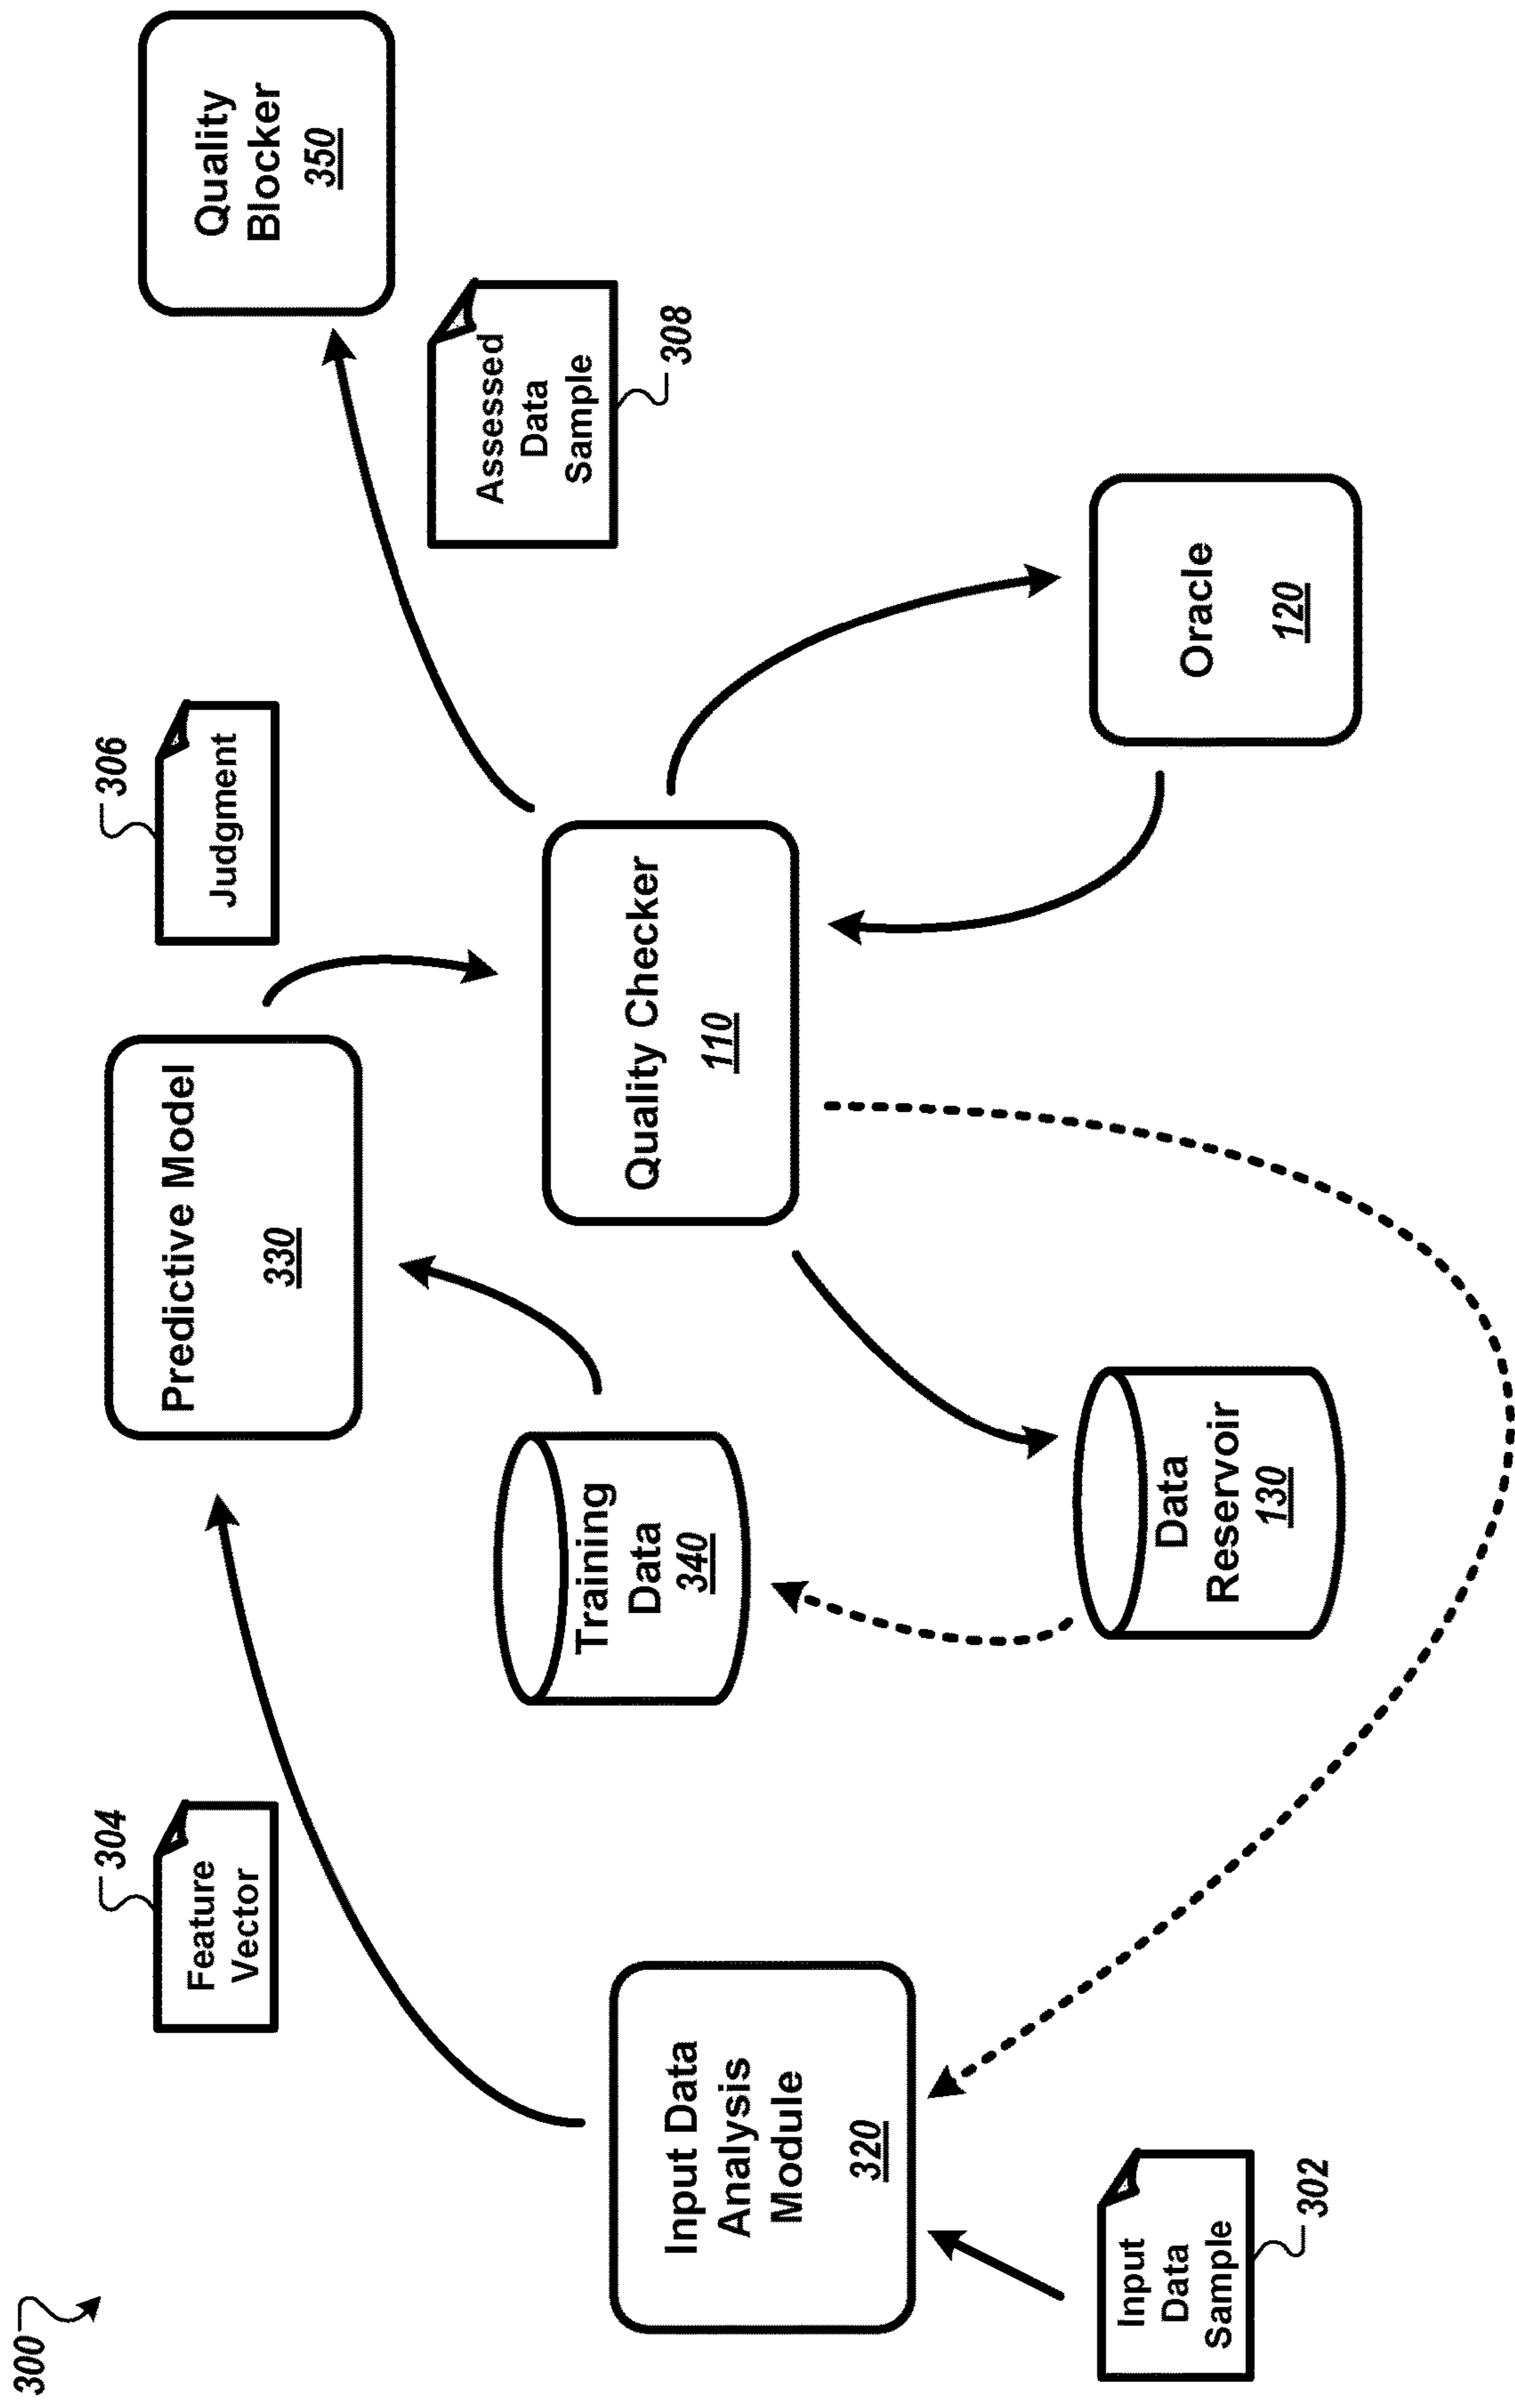 300
304
Feature
Vector
306
Judgment
Predictive Model
330
Quality
Blocker
350
Assessed
Data
Sample
308
Training
Data
340
Quality Checker
110
Input Data
Analysis
Module
320
Input
Data
Sample
302
Data
Reservoir
130
Oracle
120